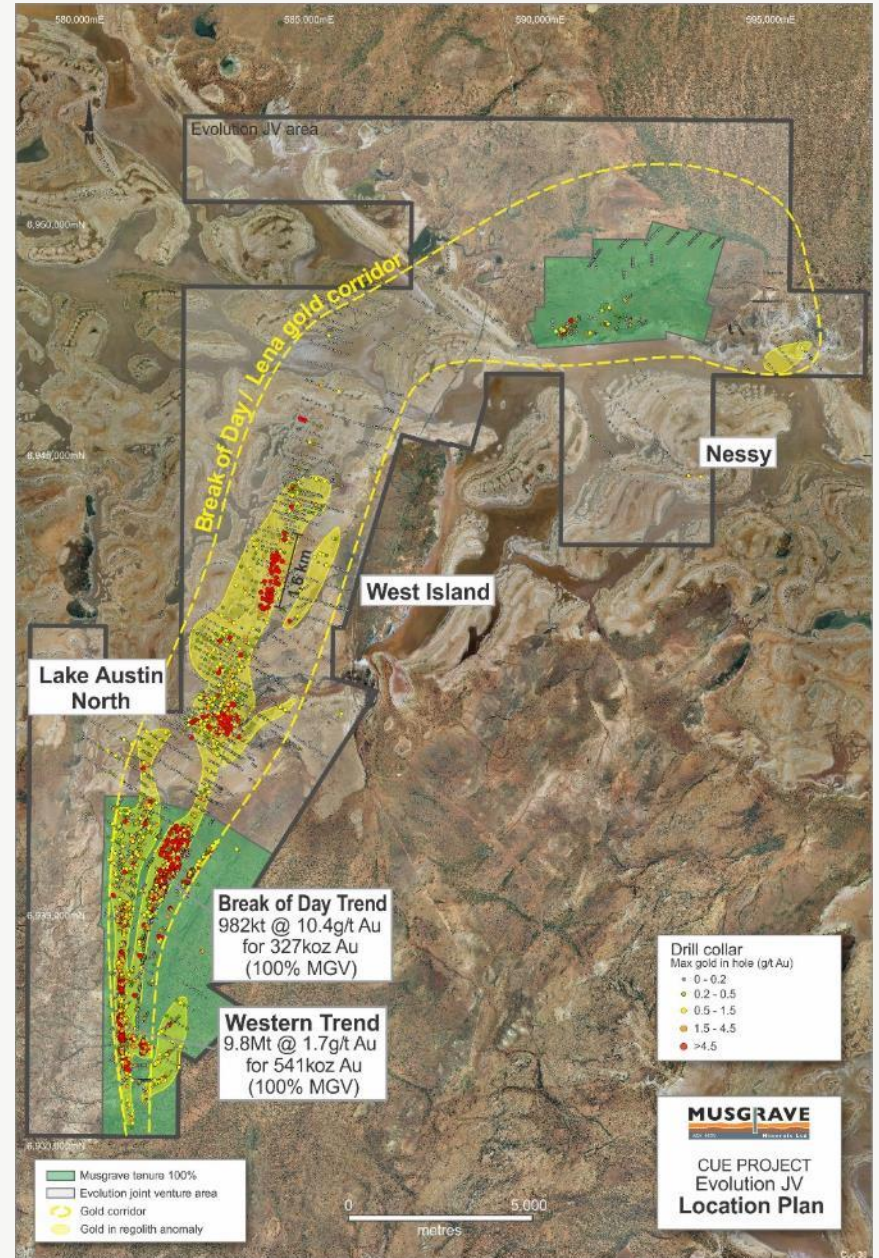 580,000mE
585,000mE
590,000mE
595,000mE
Evolution JV area
N
6,950,000mN
Break of Day / Lena gold corridor
Nessy
1.6 km
West Island
Lake Austin
North
Break of Day Trend
982kt @ 10.4g/t Au
for 327koz Au
(100% MGV)
Western Trend
9.8Mt @ 1.7g/t Au
for 541koz Au
(100% MGV)
6,930,000mN
Drill collar
Max gold in hole (g/t Au)
0 - 0.2
0.2 - 0.5
0.5 - 1.5
1.5 - 4.5
>4.5
MUSGRAVE
Minerals Ltd
CUE PROJECT
Evolution JV
Location Plan
Musgrave tenure 100%
Evolution joint venture area
Gold corridor
Gold in regolith anomaly
0
5,000
metres